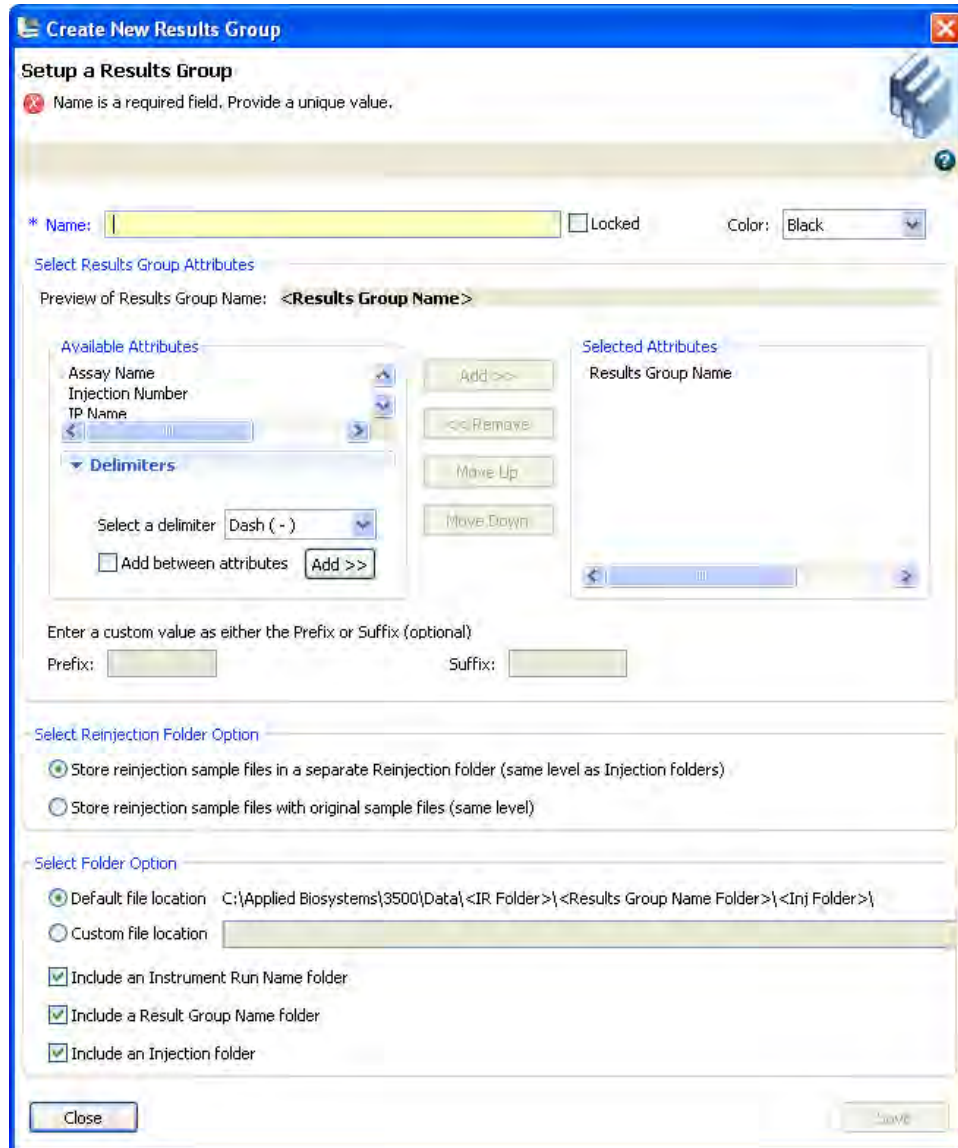 Create New Results Group
Setup a Results Group
Name is a required field. Provide a unique value.
* Name: Locked Color: Black
Select Results Group Attributes
Preview of Results Group Name: <Results Group Name>
Available Attributes Selected Attributes
Assay Name Add >> Results Group Name
Injection Number
IP Name << Remove
Delimiters Move Up
Select a delimiter Dash ( - ) Move Down
Add between attributes Add >>
Enter a custom value as either the Prefix or Suffix (optional)
Prefix: Suffix:
Select Reinjection Folder Option
Store reinjection sample files in a separate Reinjection folder (same level as Injection folders)
Store reinjection sample files with original sample files (same level)
Select Folder Option
Default file location C:\Applied Biosystems\3500\Data\<IR Folder>\<Results Group Name Folder>\<Inj Folder>\
Custom file location
Include an Instrument Run Name folder
Include a Result Group Name folder
Include an Injection folder
Close Save